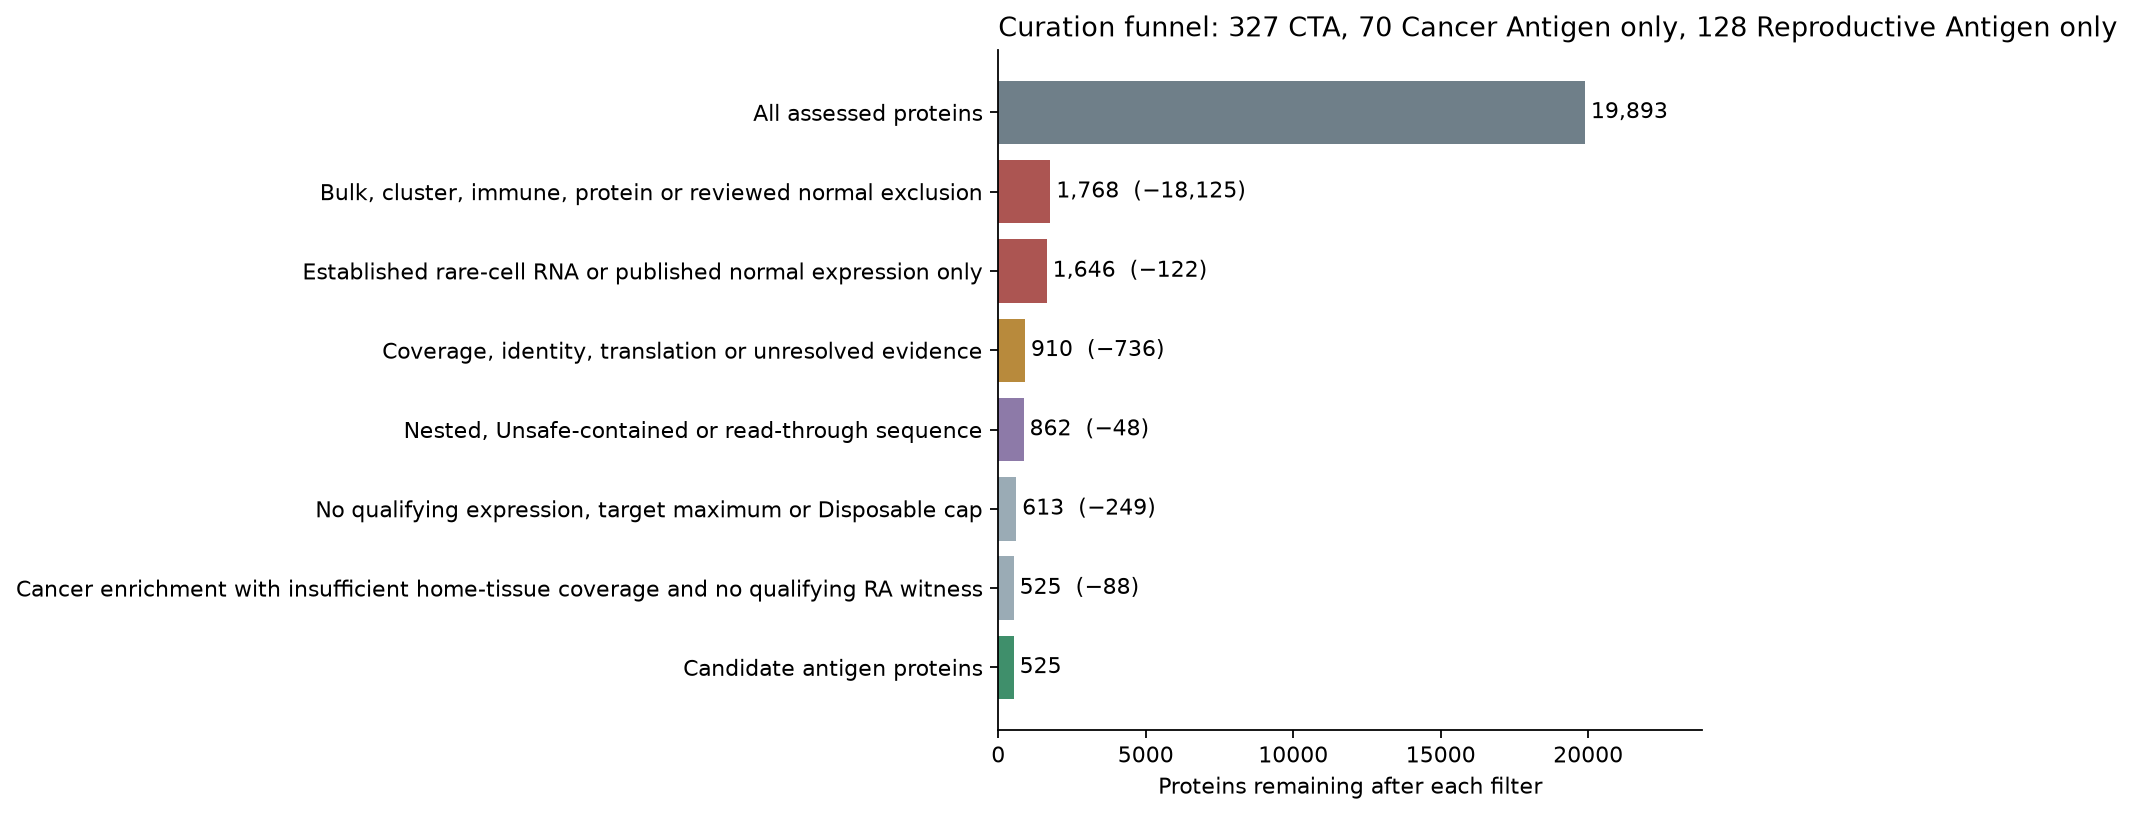 Curation funnel: 327 CTA, 70 Cancer Antigen only, 128 Reproductive Antigen only
All assessed proteins 19,893
Bulk, cluster, immune, protein or reviewed normal exclusion 1,768 (−18,125)
Established rare-cell RNA or published normal expression only 1,646 (−122)
Coverage, identity, translation or unresolved evidence 910 (−736)
Nested, Unsafe-contained or read-through sequence 862 (−48)
No qualifying expression, target maximum or Disposable cap 613 (−249)
Cancer enrichment with insufficient home-tissue coverage and no qualifying RA witness 525 (−88)
Candidate antigen proteins 525
0 5000 10000 15000 20000
Proteins remaining after each filter